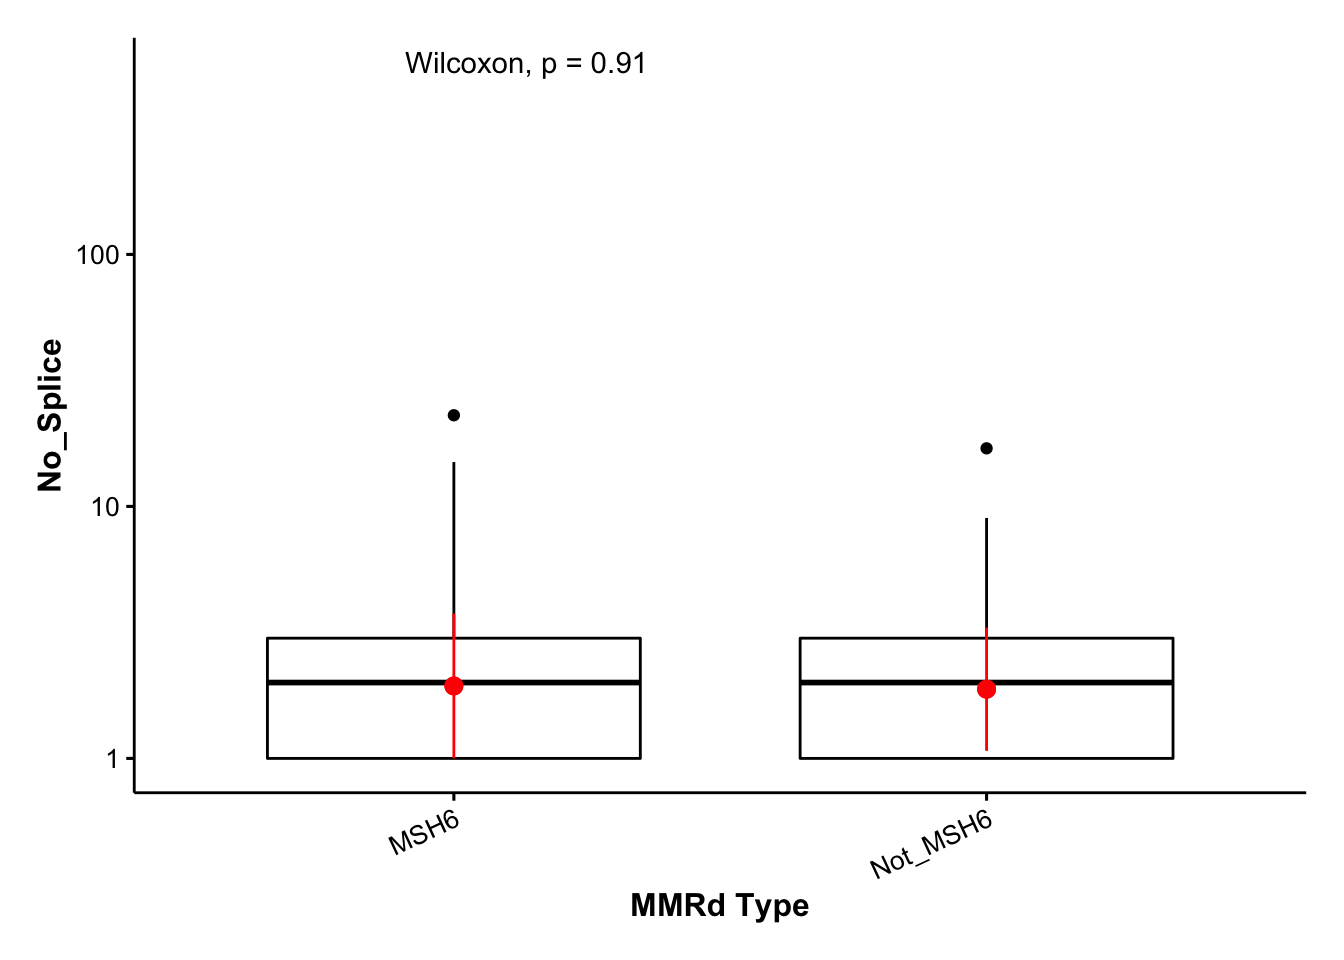 Wilcoxon, p = 0.91
100
10
1
No_Splice
MSH6
Not_MSH6
MMRd Type